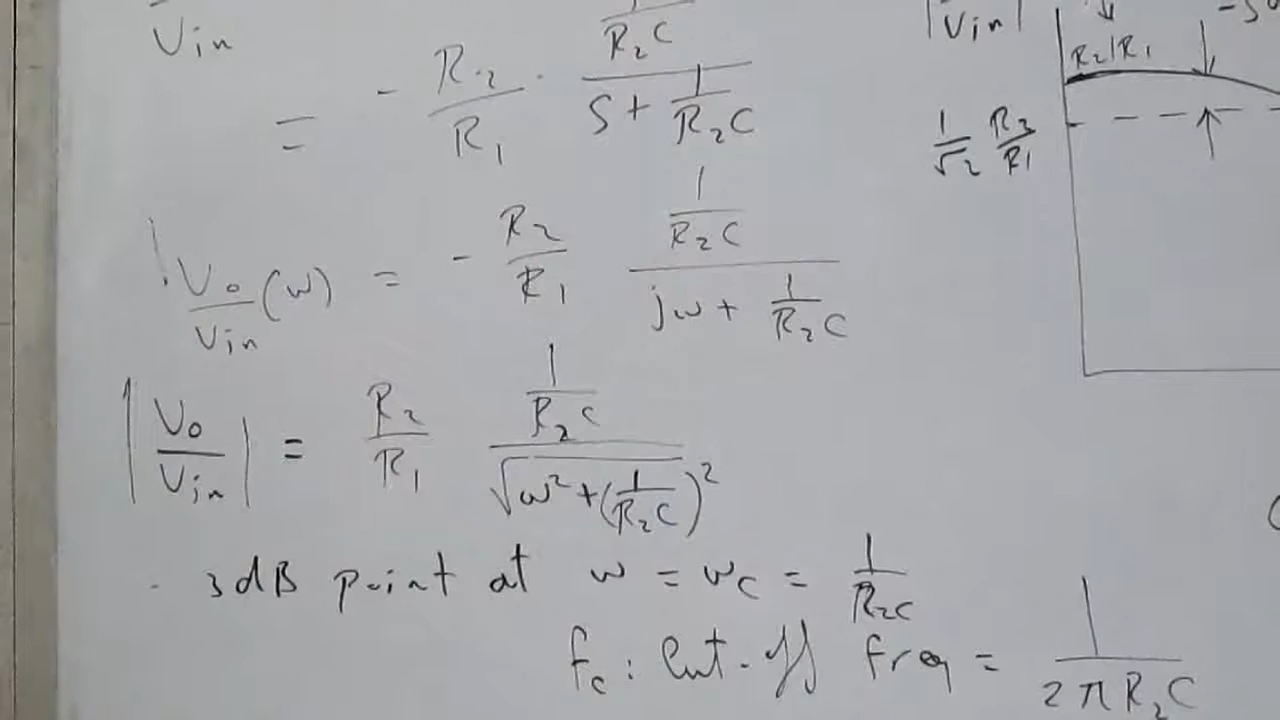 Vin
= - R2/R1 · (1/R2C)/(S + 1/R2C)
Vo/Vin (ω) = - R2/R1 (1/R2C)/(jω + 1/R2C)
|Vo/Vin| = R2/R1 (1/R2C)/√(ω² + (1/R2C)²)
- 3dB point at ω = ωc = 1/R2C
fc : Cut-off freq = 1/2πR2C
|Vin|
R2/R1
1/√2 R2/R1